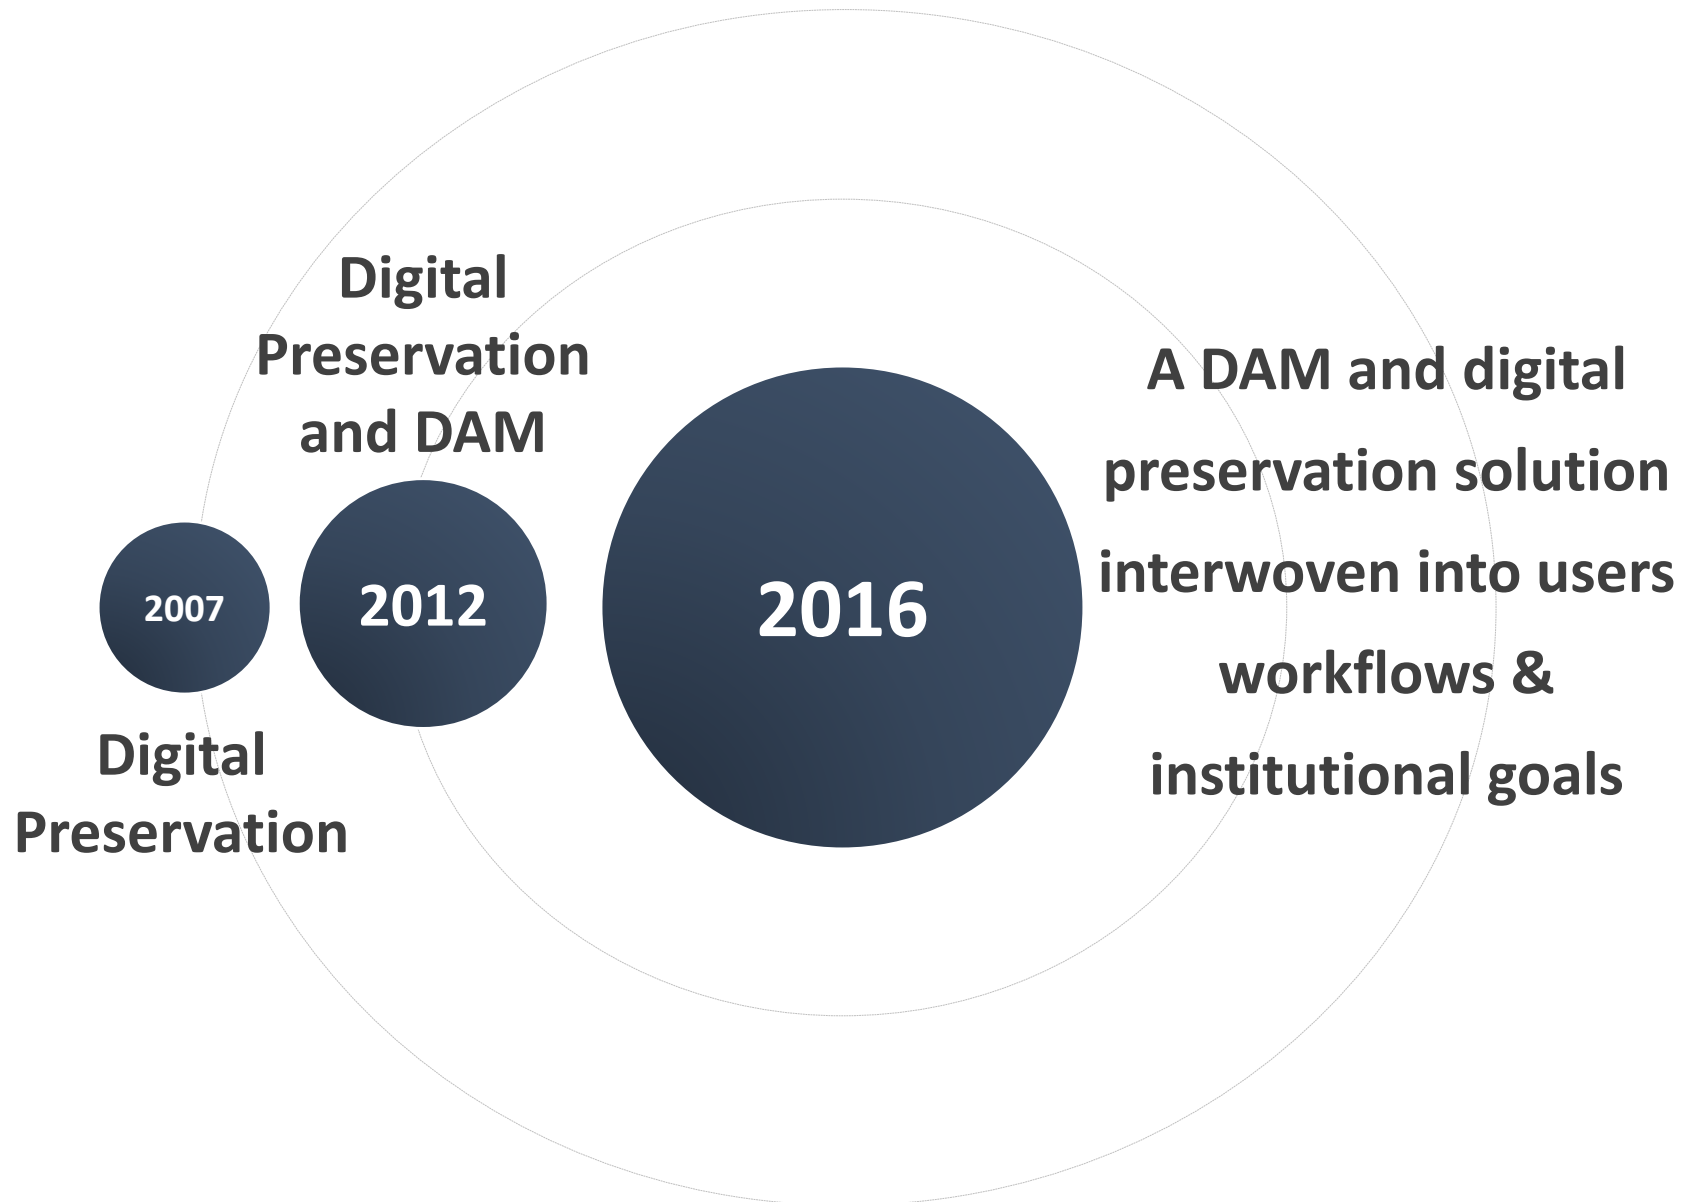 2007
Digital
Preservation
Digital
Preservation
and DAM
2012
2016
A DAM and digital
preservation solution
interwoven into users
workflows &
institutional goals